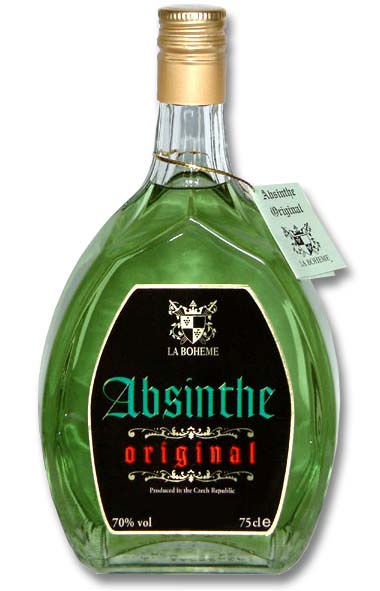 Absinthe
Original
LA BOHEME
LA BOHEME
Absinthe
original
Produced in the Czech Republic
70% vol 75cl e